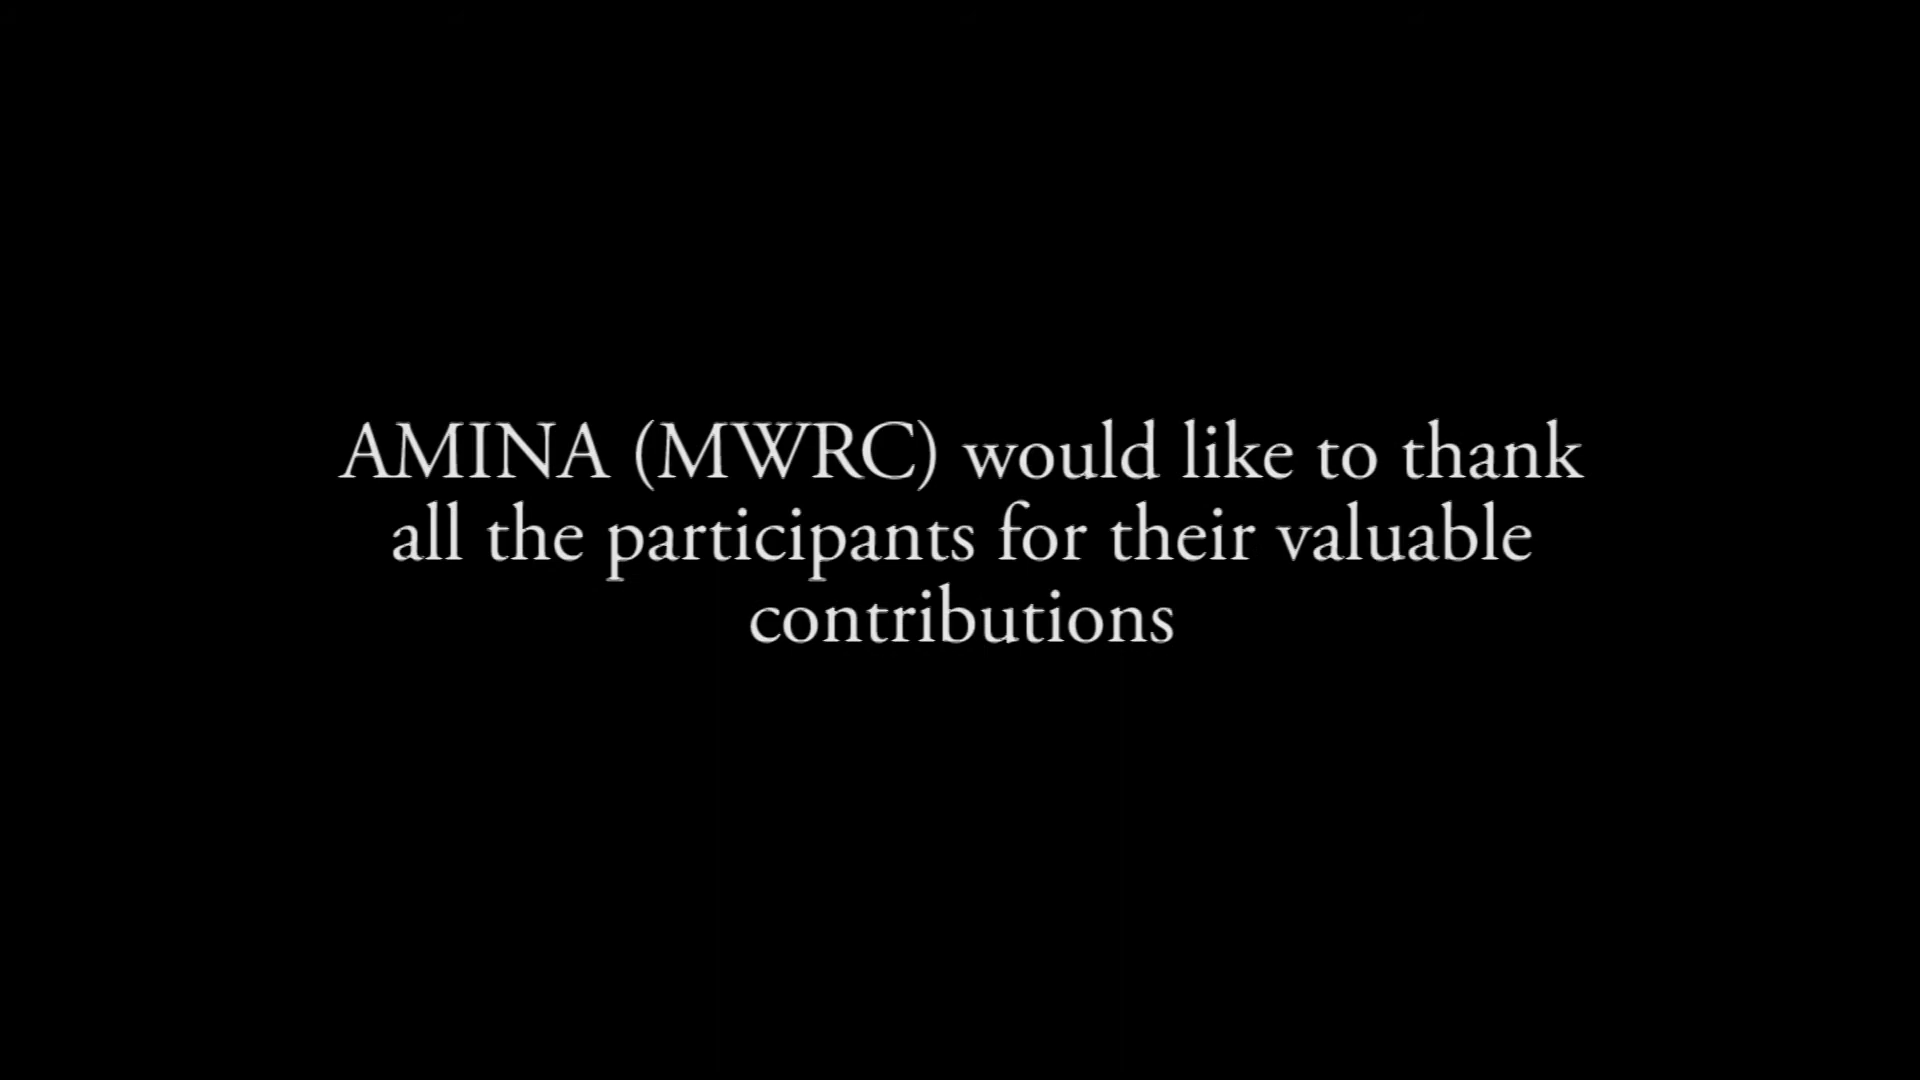 AMINA (MWRC) would like to thank
all the participants for their valuable
contributions